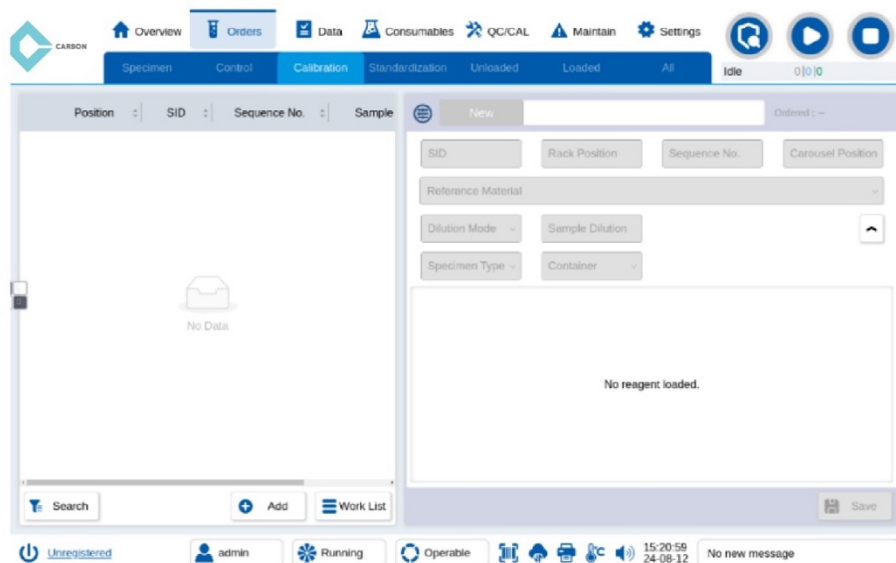 CARBON
Overview Orders Data Consumables QC/CAL Maintain Settings
Specimen Control Calibration Standardization Unloaded Loaded All
Idle 0|0|0
Position SID Sequence No. Sample
New Ordered : --
SID Rack Position Sequence No. Carousel Position
Reference Material
Dilution Mode Sample Dilution
Specimen Type Container
No Data
No reagent loaded.
Search Add Work List
Save
Unregistered admin Running Operable °C 15:20:59
24-08-12 No new message